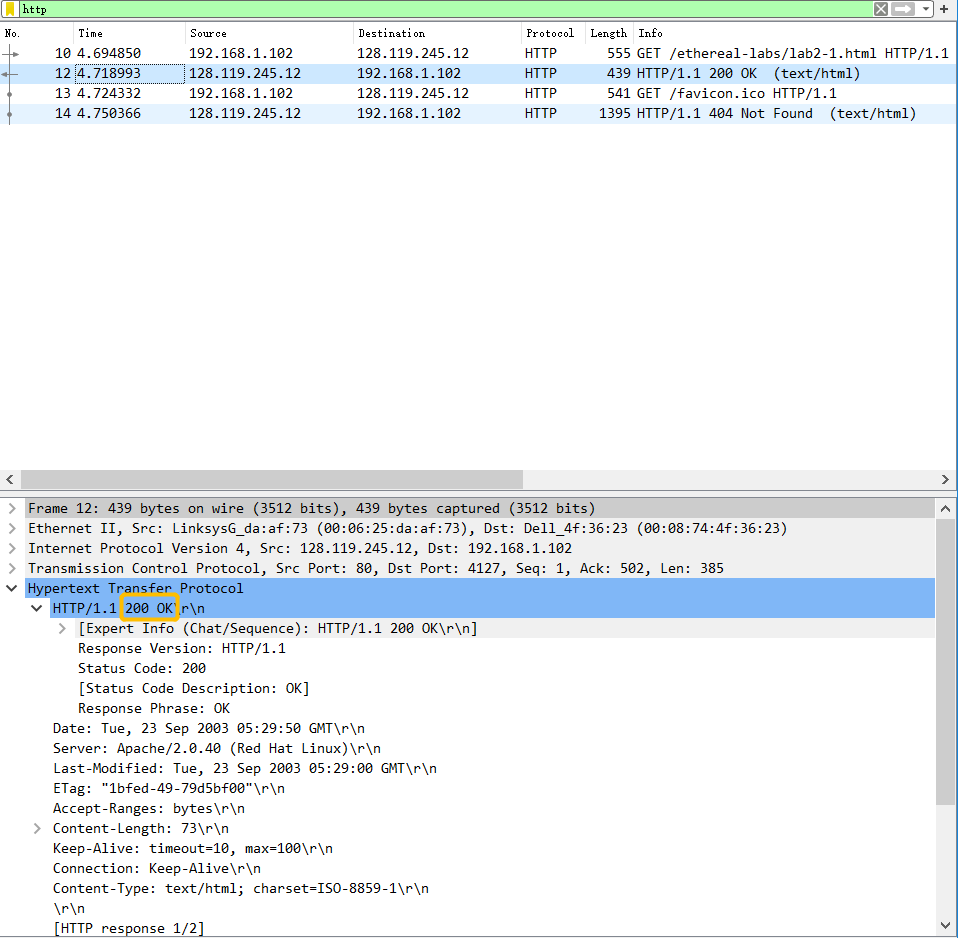 http
No. Time Source Destination Protocol Length Info
10 4.694850 192.168.1.102 128.119.245.12 HTTP 555 GET /ethereal-labs/lab2-1.html HTTP/1.1
12 4.718993 128.119.245.12 192.168.1.102 HTTP 439 HTTP/1.1 200 OK (text/html)
13 4.724332 192.168.1.102 128.119.245.12 HTTP 541 GET /favicon.ico HTTP/1.1
14 4.750366 128.119.245.12 192.168.1.102 HTTP 1395 HTTP/1.1 404 Not Found (text/html)
Frame 12: 439 bytes on wire (3512 bits), 439 bytes captured (3512 bits)
Ethernet II, Src: LinksysG_da:af:73 (00:06:25:da:af:73), Dst: Dell_4f:36:23 (00:08:74:4f:36:23)
Internet Protocol Version 4, Src: 128.119.245.12, Dst: 192.168.1.102
Transmission Control Protocol, Src Port: 80, Dst Port: 4127, Seq: 1, Ack: 502, Len: 385
Hypertext Transfer Protocol
HTTP/1.1 200 OK\r\n
[Expert Info (Chat/Sequence): HTTP/1.1 200 OK\r\n]
Response Version: HTTP/1.1
Status Code: 200
[Status Code Description: OK]
Response Phrase: OK
Date: Tue, 23 Sep 2003 05:29:50 GMT\r\n
Server: Apache/2.0.40 (Red Hat Linux)\r\n
Last-Modified: Tue, 23 Sep 2003 05:29:00 GMT\r\n
ETag: "1bfed-49-79d5bf00"\r\n
Accept-Ranges: bytes\r\n
Content-Length: 73\r\n
Keep-Alive: timeout=10, max=100\r\n
Connection: Keep-Alive\r\n
Content-Type: text/html; charset=ISO-8859-1\r\n
\r\n
[HTTP response 1/2]